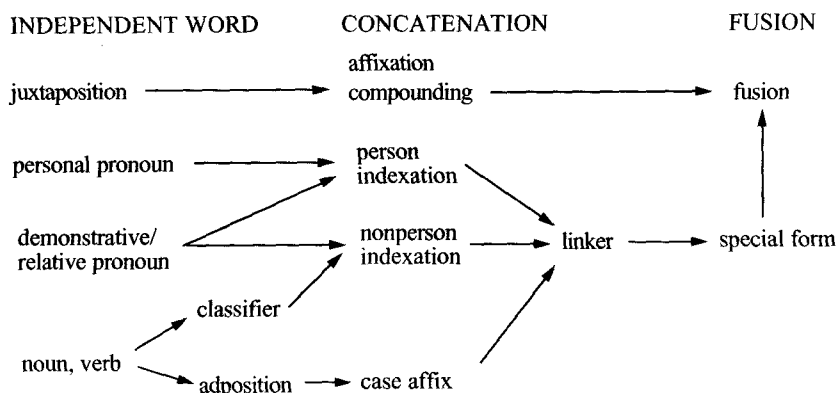 INDEPENDENT WORD CONCATENATION FUSION
affixation
juxtaposition compounding fusion
personal pronoun person
indexation
demonstrative/ nonperson linker special form
relative pronoun indexation
classifier
noun, verb
adposition case affix